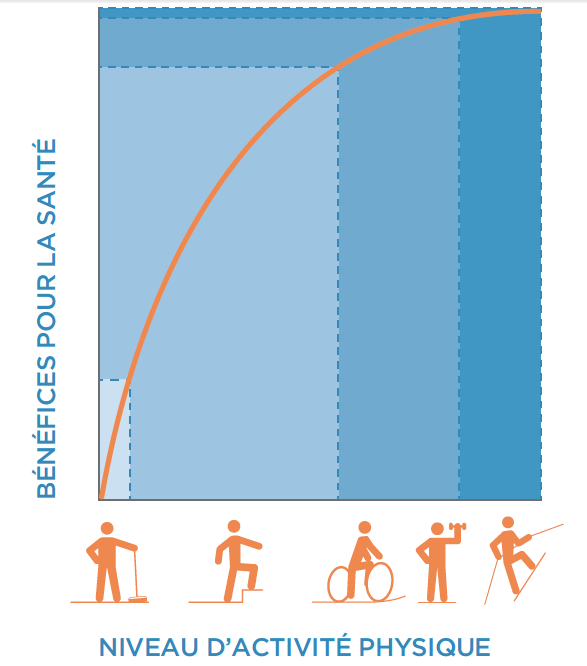 BÉNÉFICES POUR LA SANTÉ
NIVEAU D'ACTIVITÉ PHYSIQUE